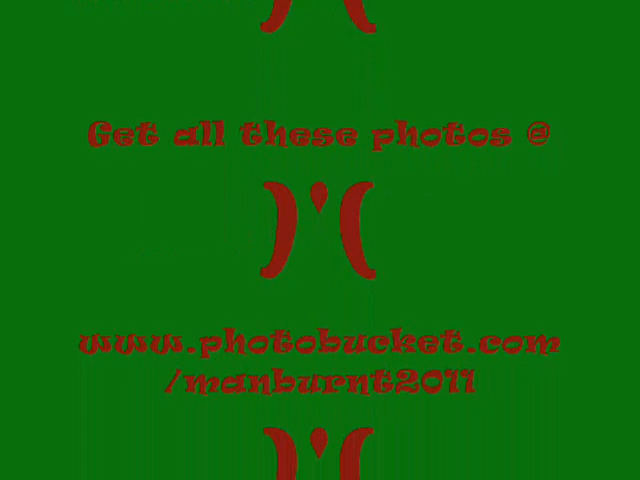 )'(
Get all these photos @
)'(
www.photobucket.com
/manburnt2011
)'(